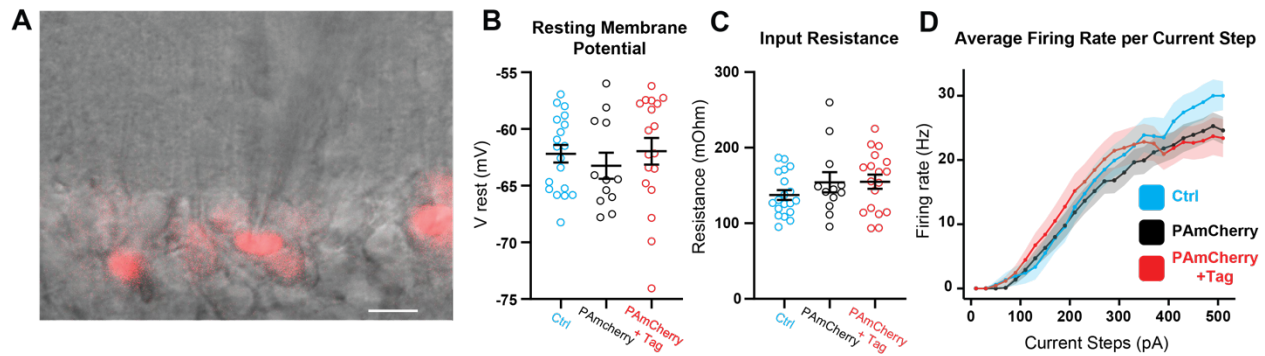 A
B
Resting Membrane
Potential
V rest (mV)
-55
-60
-65
-70
-75
Ctrl
PAmcherry
PAmCherry
+ Tag
C
Input Resistance
Resistance (mOhm)
300
200
100
0
Ctrl
PAmCherry
PAmCherry
+ Tag
D
Average Firing Rate per Current Step
Firing rate (Hz)
30
20
10
0
Ctrl
PAmCherry
PAmCherry
+Tag
0
100
200
300
400
500
Current Steps (pA)